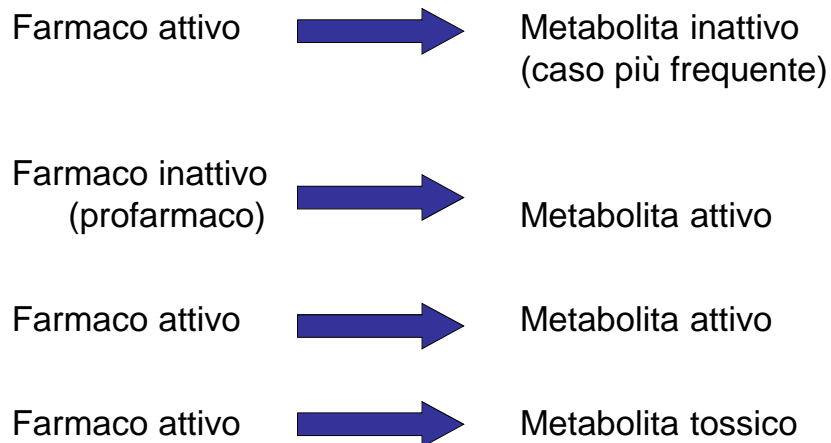 Farmaco attivo Metabolita inattivo
(caso più frequente)
Farmaco inattivo
(profarmaco) Metabolita attivo
Farmaco attivo Metabolita attivo
Farmaco attivo Metabolita tossico